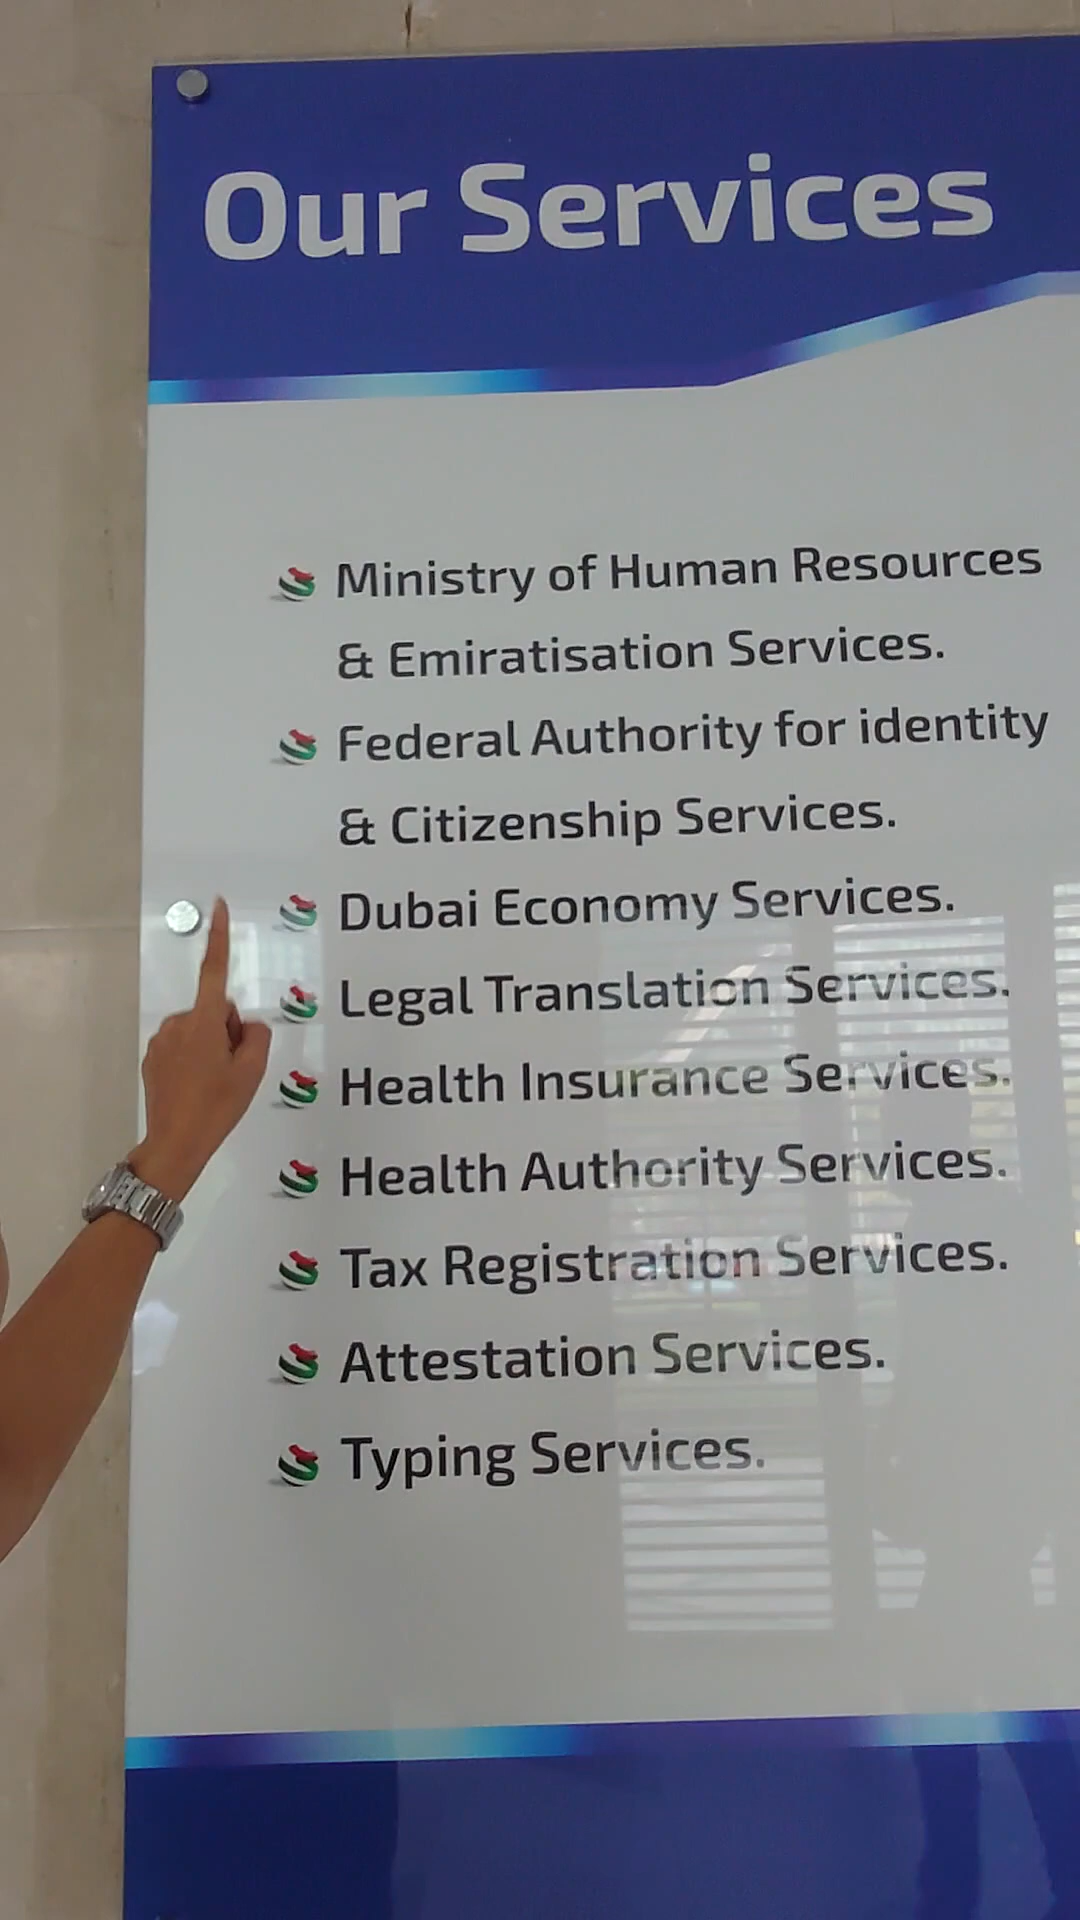 Our Services
Ministry of Human Resources
& Emiratisation Services.
Federal Authority for identity
& Citizenship Services.
Dubai Economy Services.
Legal Translation Services.
Health Insurance Services.
Health Authority Services.
Tax Registration Services.
Attestation Services.
Typing Services.